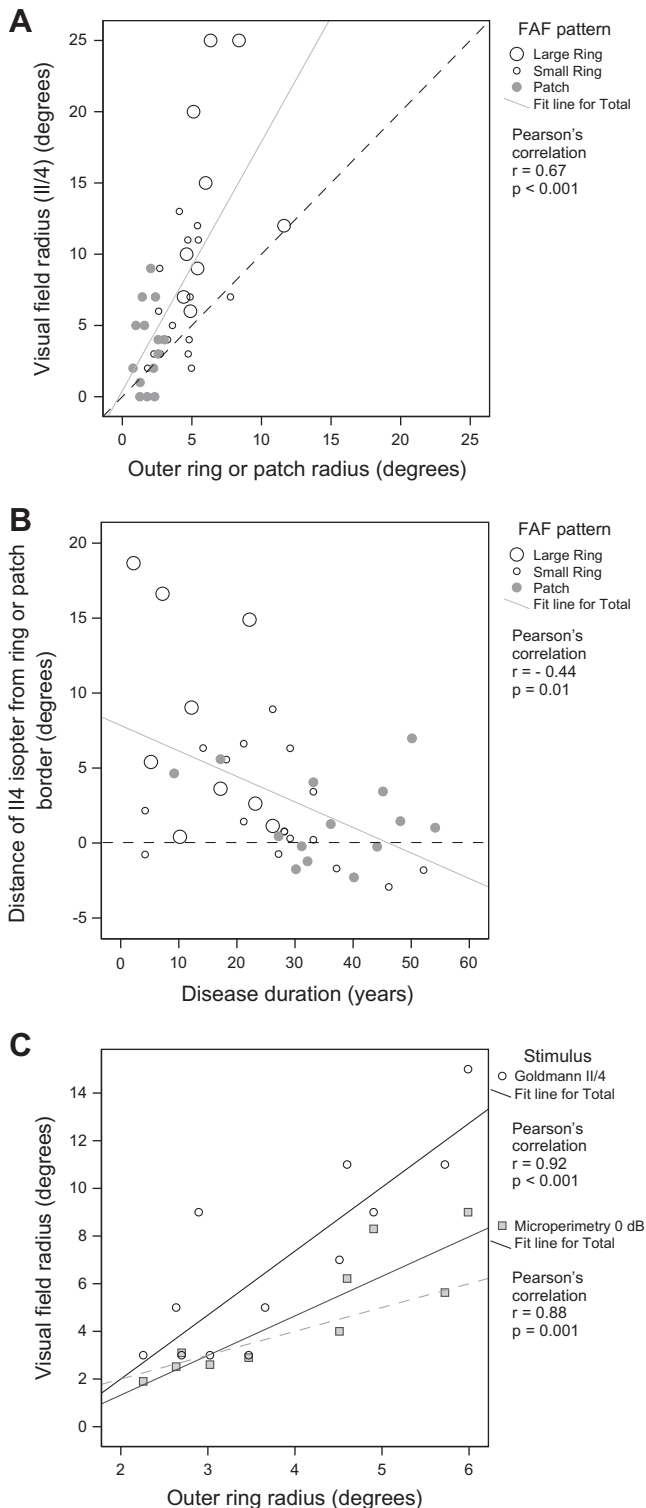 A
FAF pattern
Large Ring
Small Ring
Patch
Fit line for Total
Pearson's
correlation
r = 0.67
p < 0.001
Visual field radius (II/4) (degrees)
25
20
15
10
5
0
0 5 10 15 20 25
Outer ring or patch radius (degrees)
B
FAF pattern
Large Ring
Small Ring
Patch
Fit line for Total
Pearson's
correlation
r = - 0.44
p = 0.01
Distance of II4 isopter from ring or patch
border (degrees)
20
15
10
5
0
-5
0 10 20 30 40 50 60
Disease duration (years)
C
Stimulus
Goldmann II/4
Fit line for Total
Pearson's
correlation
r = 0.92
p < 0.001
Microperimetry 0 dB
Fit line for Total
Pearson's
correlation
r = 0.88
p = 0.001
Visual field radius (degrees)
14
12
10
8
6
4
2
0
2 3 4 5 6
Outer ring radius (degrees)